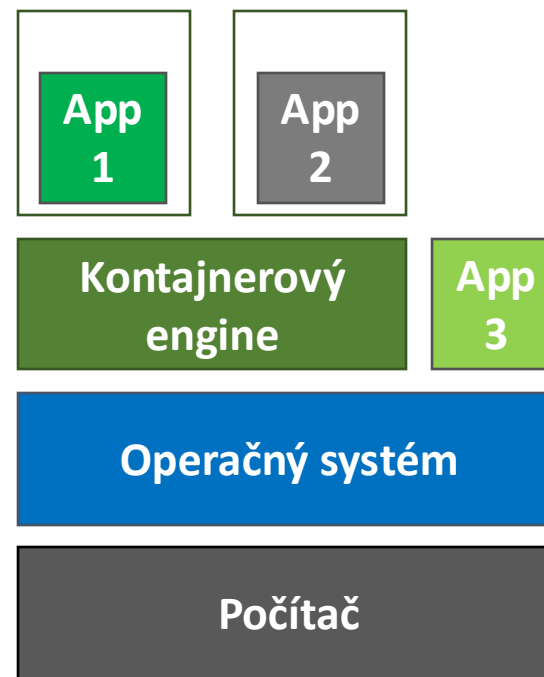 App
1
App
2
Kontajnerový
engine
App
3
Operačný systém
Počítač